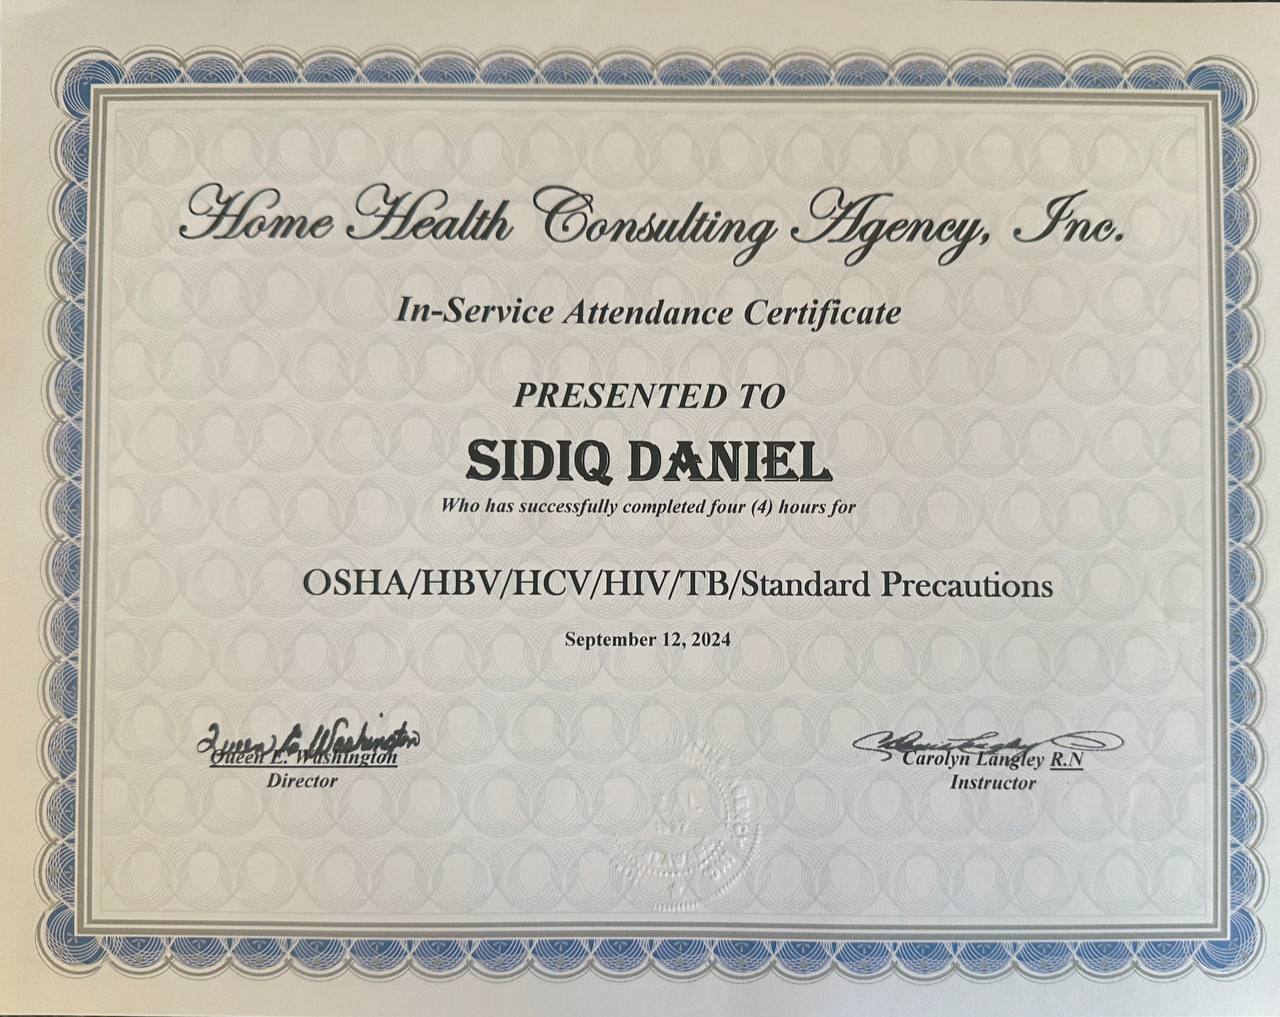 Home Health Consulting Agency, Inc.
In-Service Attendance Certificate
PRESENTED TO
SIDIQ DANIEL
Who has successfully completed four (4) hours for
OSHA/HBV/HCV/HIV/TB/Standard Precautions
September 12, 2024
Queen E. Washington
Queen E. Washington
Director
Carolyn Langley R.N
Instructor